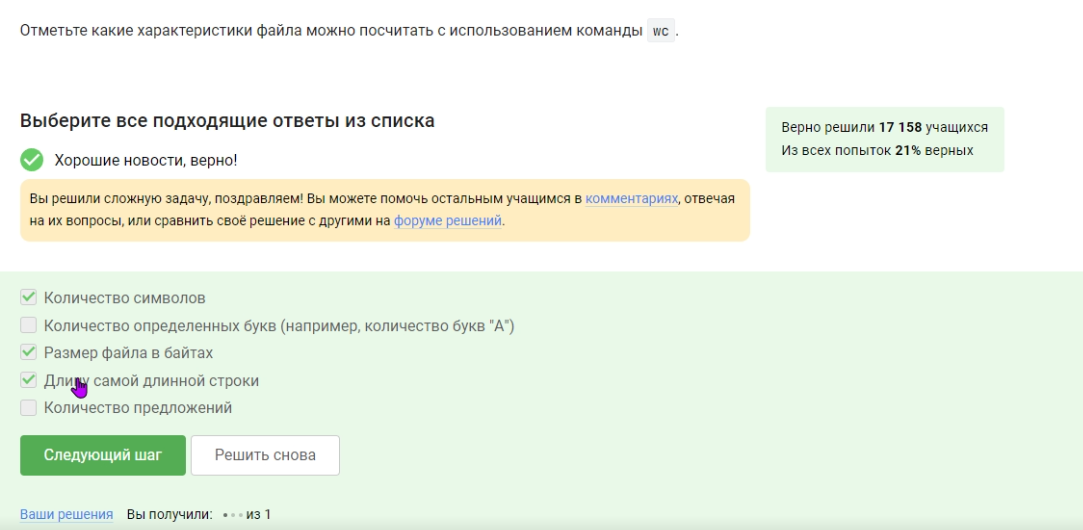 Отметьте какие характеристики файла можно посчитать с использованием команды wc.
Выберите все подходящие ответы из списка
Верно решили 17 158 учащихся
Из всех попыток 21% верных
Хорошие новости, верно!
Вы решили сложную задачу, поздравляем! Вы можете помочь остальным учащимся в комментариях, отвечая
на их вопросы, или сравнить своё решение с другими на форуме решений.
Количество символов
Количество определенных букв (например, количество букв "А")
Размер файла в байтах
Длину самой длинной строки
Количество предложений
Следующий шаг
Решить снова
Ваши решения Вы получили: из 1